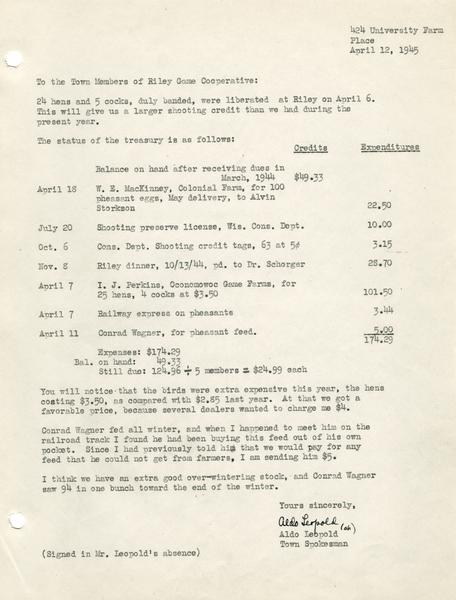 424 University Farm
Place
April 12, 1945
To the Town Members of Riley Game Cooperative:
24 hens and 5 cocks, duly banded, were liberated at Riley on April 6.
This will give us a larger shooting credit than we had during the
present year.
The status of the treasury is as follows:
Credits Expenditures
Balance on hand after receiving dues in
March, 1944 $49.33
April 18 W. E. MacKinney, Colonial Farm, for 100
pheasant eggs, May delivery, to Alvin
Storkson 22.50
July 20 Shooting preserve license, Wis. Cons. Dept. 10.00
Oct. 6 Cons. Dept. Shooting credit tags, 63 at 5¢ 3.15
Nov. 8 Riley dinner, 10/13/44, pd. to Dr. Schorger 28.70
April 7 I. J. Perkins, Oconomowoc Game Farms, for
25 hens, 4 cocks at $3.50 101.50
April 7 Railway express on pheasants 3.44
April 11 Conrad Wagner, for pheasant feed. 5.00
174.29
Expenses: $174.29
Bal. on hand: 49.33
Still due: 124.96 ÷ 5 members = $24.99 each
You will notice that the birds were extra expensive this year, the hens
costing $3.50, as compared with $2.85 last year. At that we got a
favorable price, because several dealers wanted to charge me $4.
Conrad Wagner fed all winter, and when I happened to meet him on the
railroad track I found he had been buying this feed out of his own
pocket. Since I had previously told him that we would pay for any
feed that he could not get from farmers, I am sending him $5.
I think we have an extra good over-wintering stock, and Conrad Wagner
saw 94 in one bunch toward the end of the winter.
Yours sincerely,
Aldo Leopold
Aldo Leopold
Town Spokesman
(Signed in Mr. Leopold's absence)